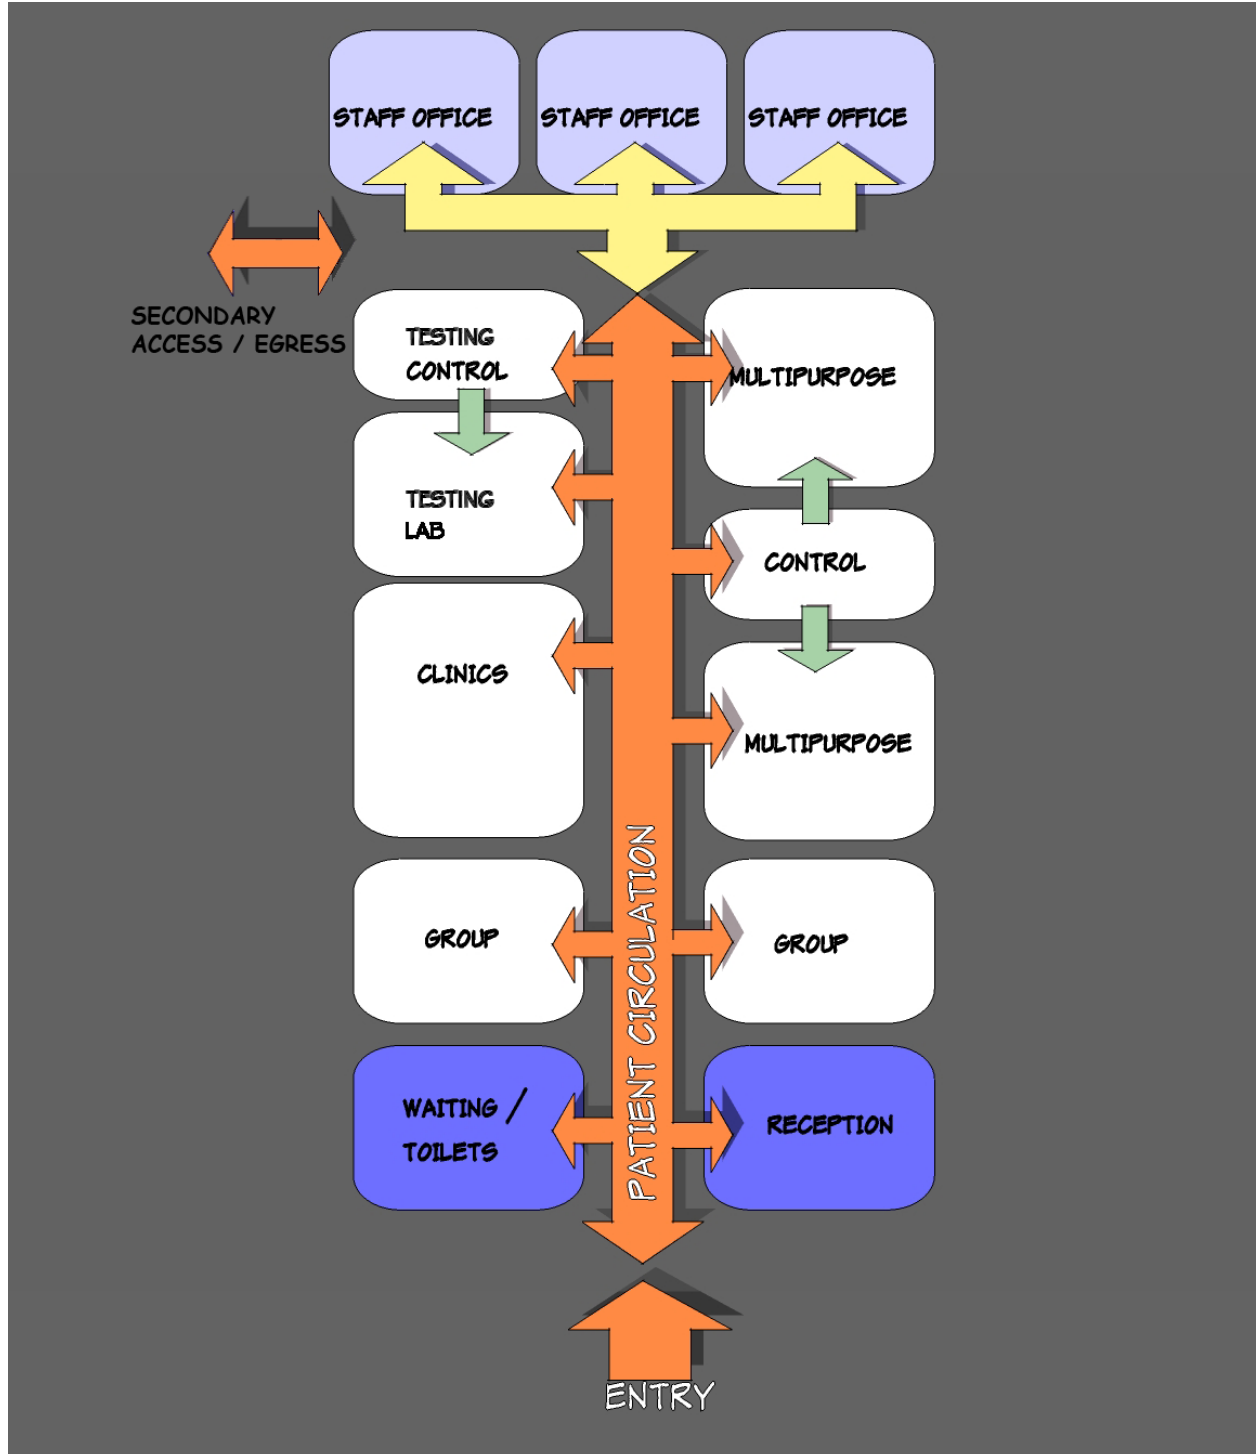 STAFF OFFICE
STAFF OFFICE
STAFF OFFICE
SECONDARY
ACCESS / EGRESS
TESTING
CONTROL
MULTIPURPOSE
TESTING
LAB
CONTROL
CLINICS
MULTIPURPOSE
GROUP
GROUP
PATIENT CIRCULATION
WAITING /
TOILETS
RECEPTION
ENTRY